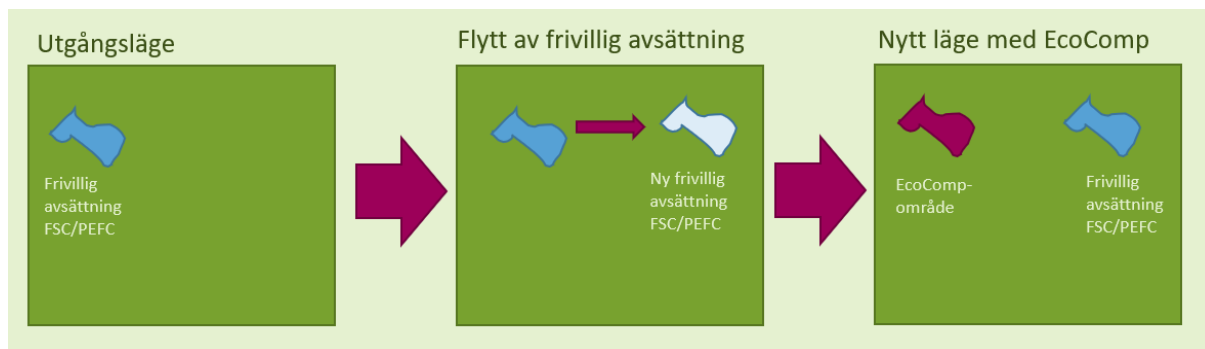 Utgångsläge
Frivillig
avsättning
FSC/PEFC
Flytt av frivillig avsättning
Ny frivillig
avsättning
FSC/PEFC
Nytt läge med EcoComp
EcoComp-
område
Frivillig
avsättning
FSC/PEFC